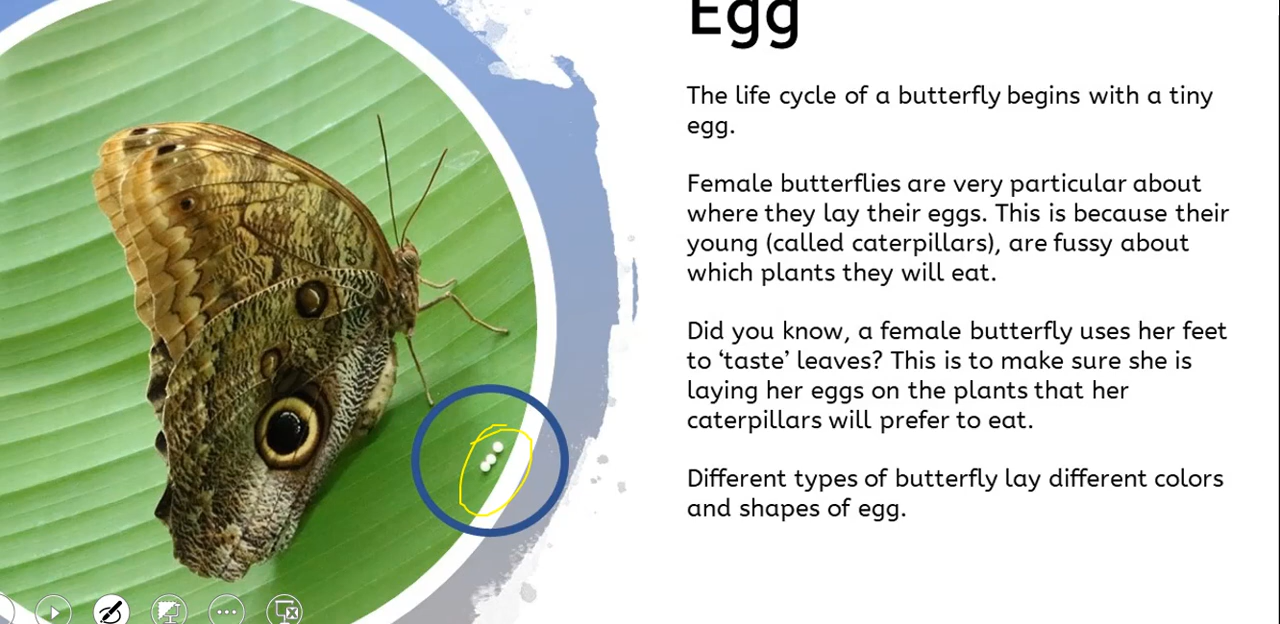 Egg
The life cycle of a butterfly begins with a tiny
egg.
Female butterflies are very particular about
where they lay their eggs. This is because their
young (called caterpillars), are fussy about
which plants they will eat.
Did you know, a female butterfly uses her feet
to ‘taste’ leaves? This is to make sure she is
laying her eggs on the plants that her
caterpillars will prefer to eat.
Different types of butterfly lay different colors
and shapes of egg.